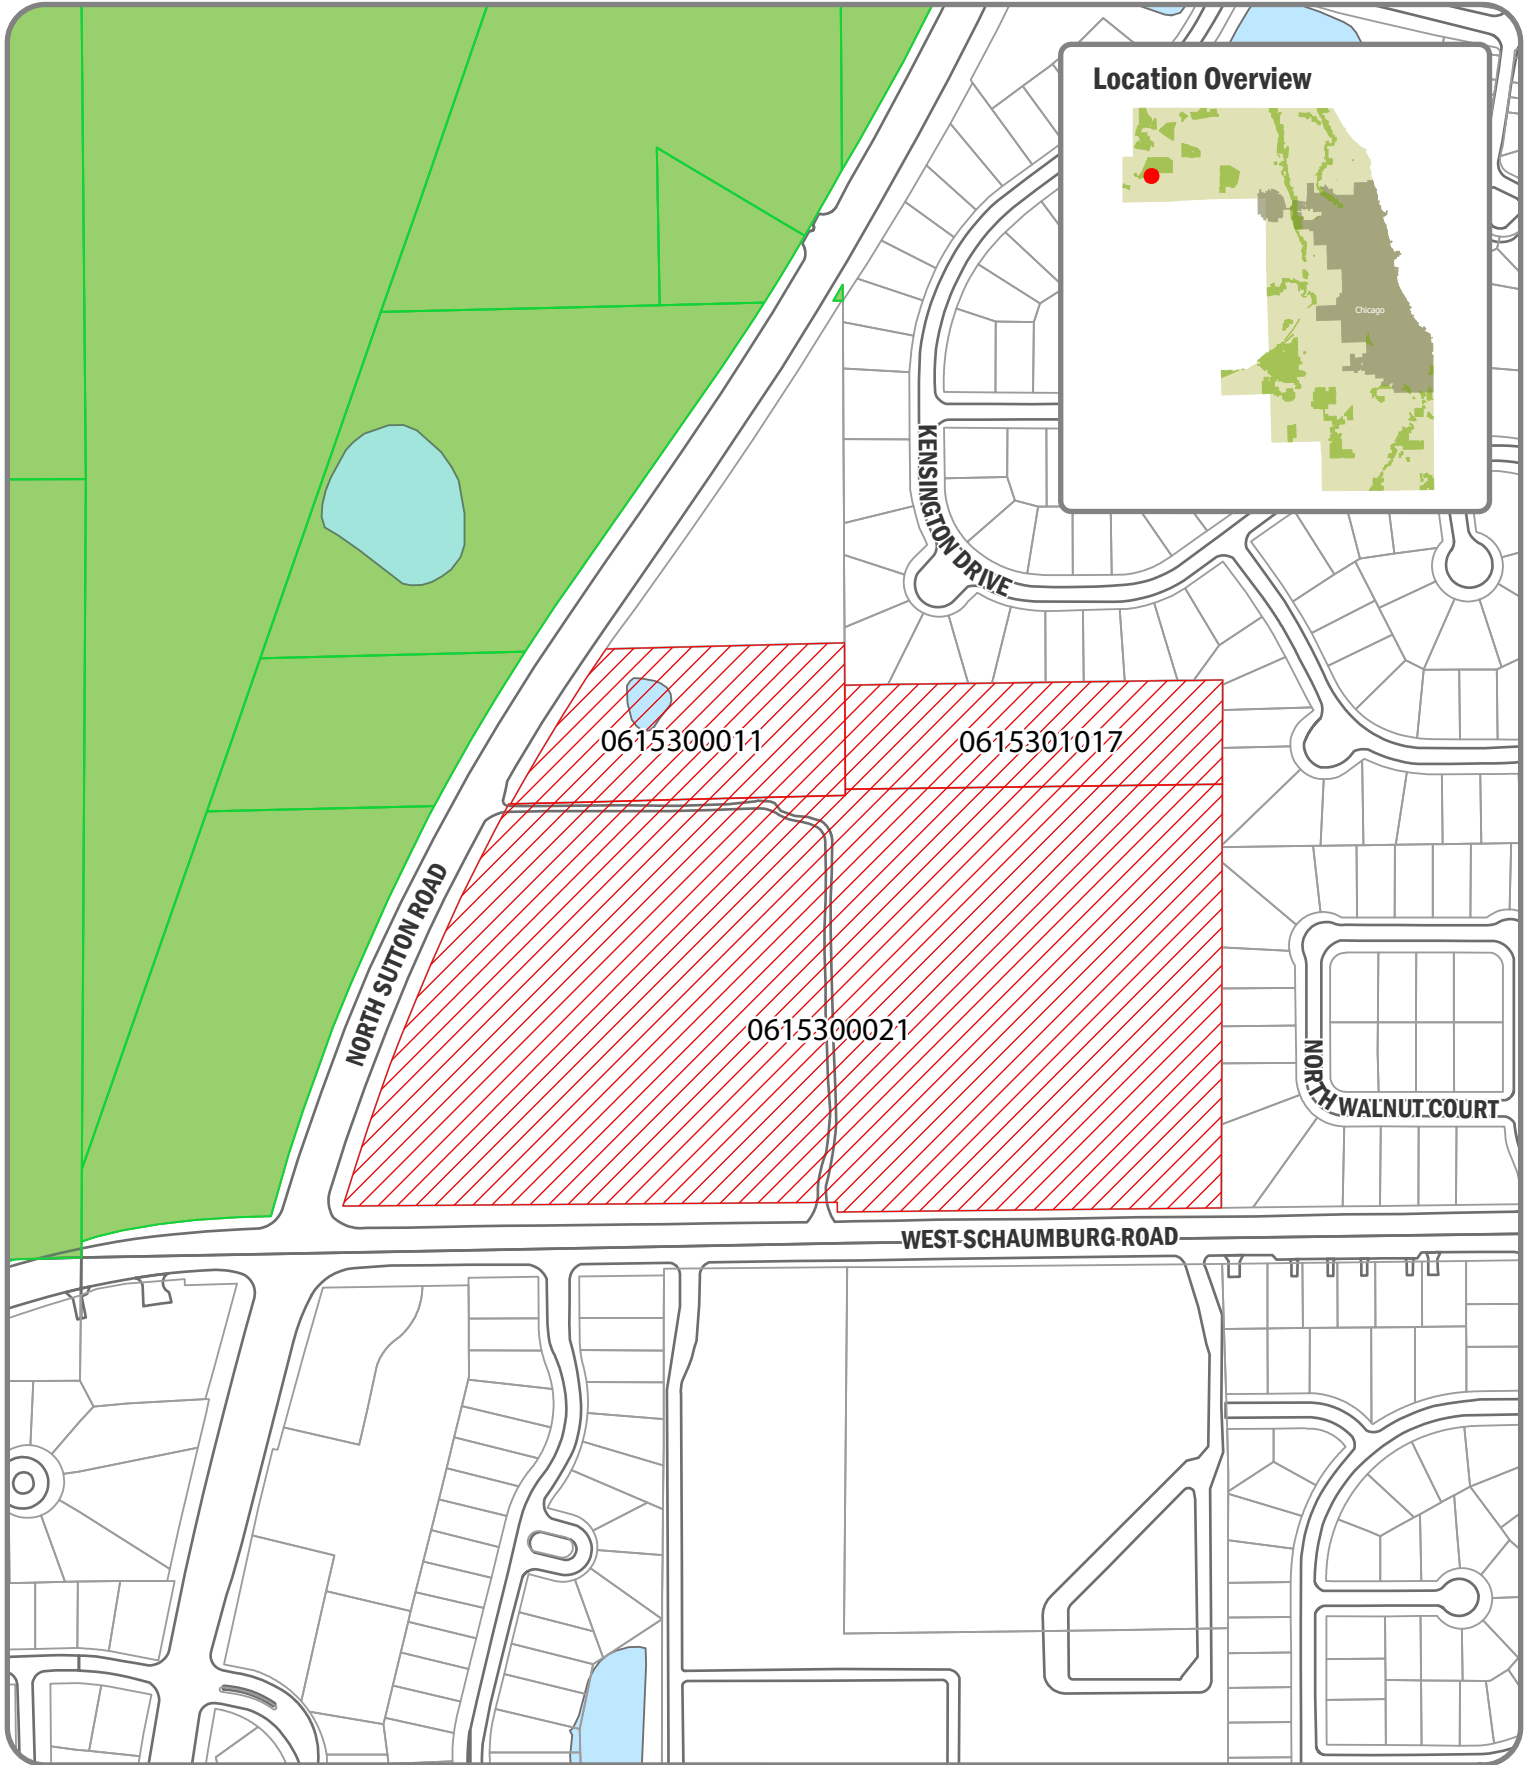 Location Overview
Chicago
KENSINGTON DRIVE
0615300011
0615301017
NORTH SUTTON ROAD
0615300021
NORTH WALNUT COURT
WEST SCHAUMBURG ROAD